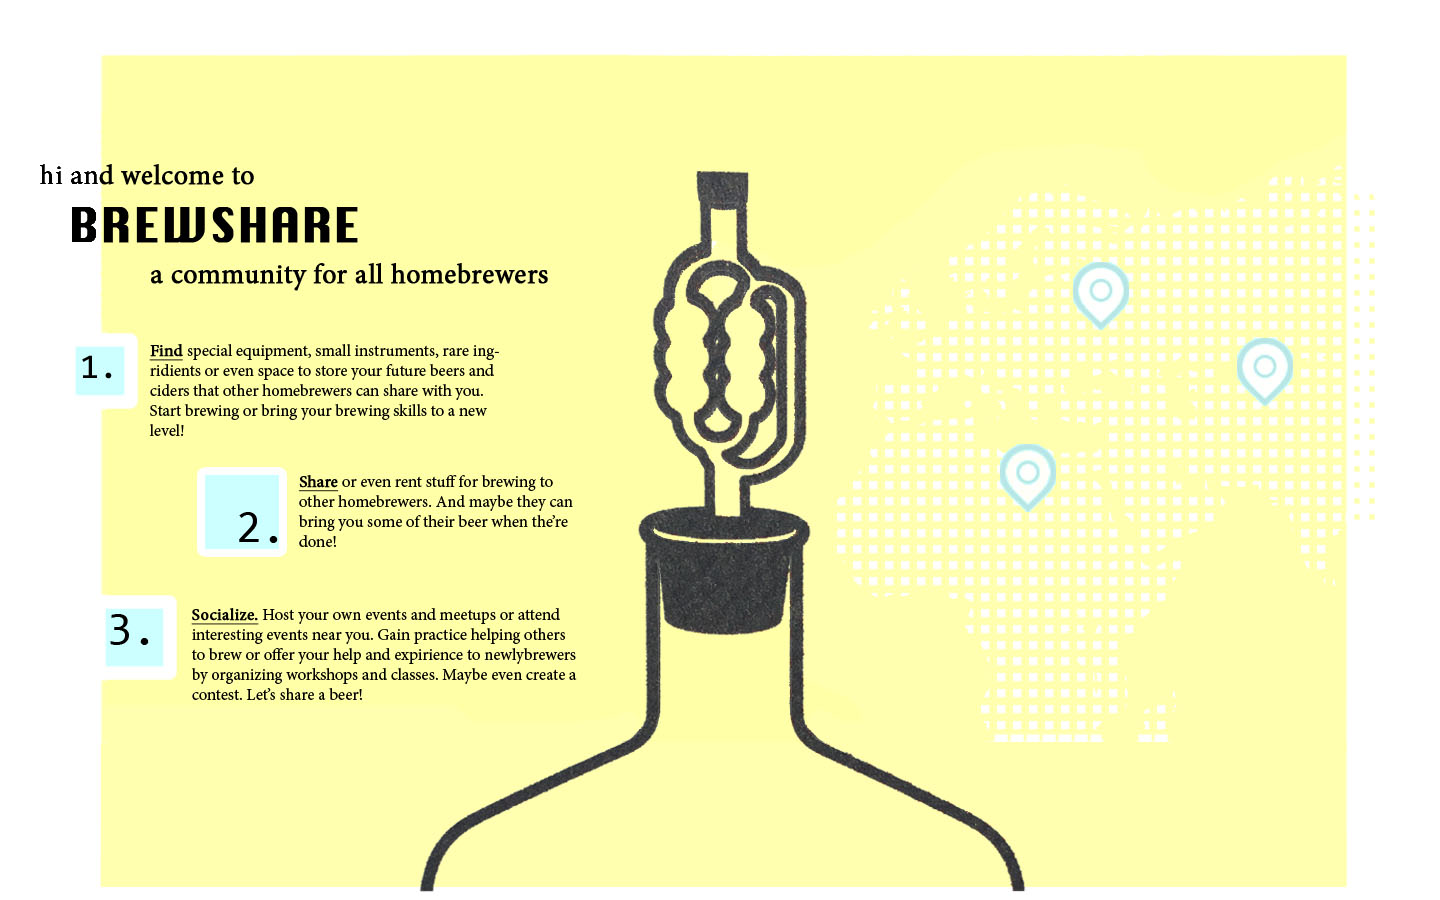 hi and welcome to
BREWSHARE
a community for all homebrewers
1.
Find special equipment, small instruments, rare ing-
ridients or even space to store your future beers and
ciders that other homebrewers can share with you.
Start brewing or bring your brewing skills to a new
level!
2.
Share or even rent stuff for brewing to
other homebrewers. And maybe they can
bring you some of their beer when the're
done!
3.
Socialize. Host your own events and meetups or attend
interesting events near you. Gain practice helping others
to brew or offer your help and expirience to newlybrewers
by organizing workshops and classes. Maybe even create a
contest. Let's share a beer!